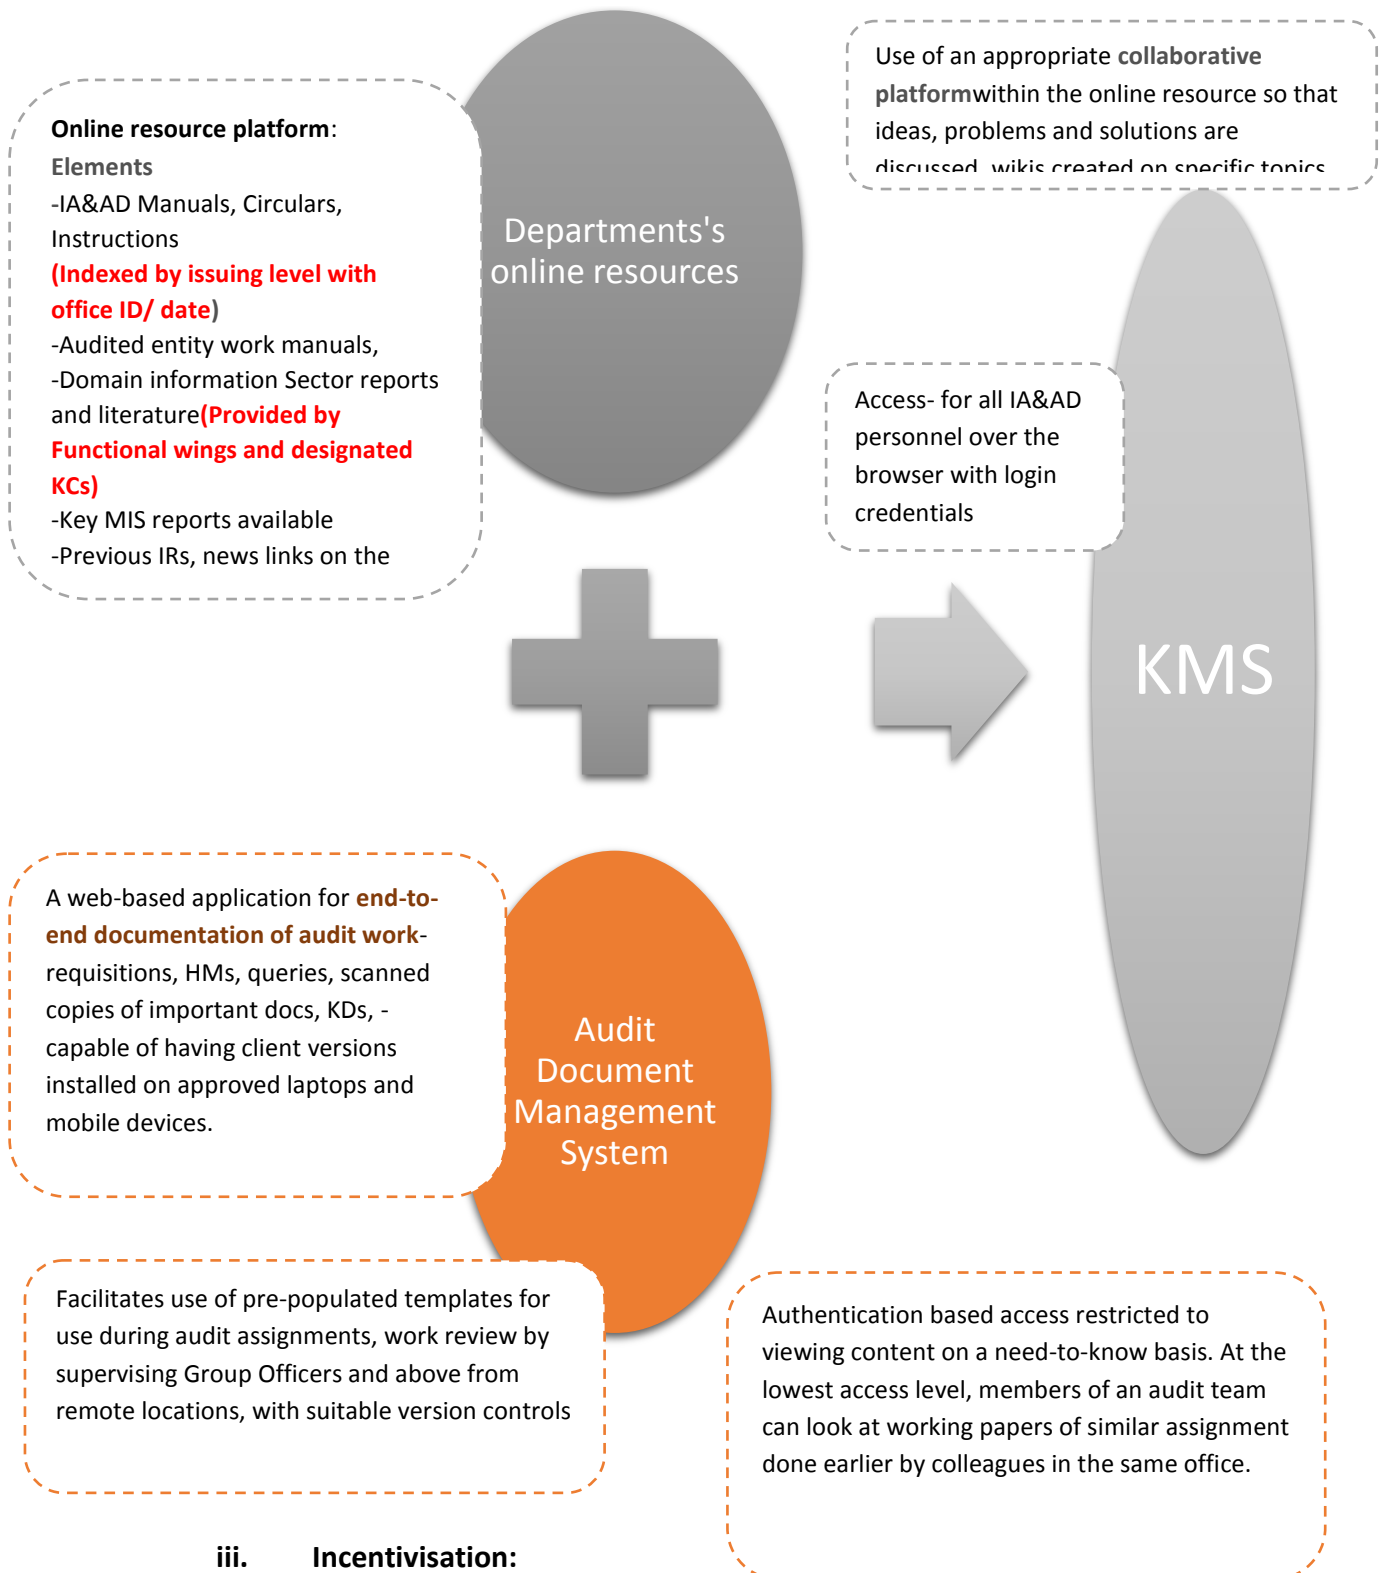 Use of an appropriate collaborative
platformwithin the online resource so that
ideas, problems and solutions are
discussed, wikis created on specific topics
Online resource platform:
Elements
-IA&AD Manuals, Circulars,
Instructions
(Indexed by issuing level with
office ID/ date)
-Audited entity work manuals,
-Domain information Sector reports
and literature(Provided by
Functional wings and designated
KCs)
-Key MIS reports available
-Previous IRs, news links on the
Departments's
online resources
Access- for all IA&AD
personnel over the
browser with login
credentials
KMS
A web-based application for end-to-
end documentation of audit work-
requisitions, HMs, queries, scanned
copies of important docs, KDs, -
capable of having client versions
installed on approved laptops and
mobile devices.
Audit
Document
Management
System
Facilitates use of pre-populated templates for
use during audit assignments, work review by
supervising Group Officers and above from
remote locations, with suitable version controls
Authentication based access restricted to
viewing content on a need-to-know basis. At the
lowest access level, members of an audit team
can look at working papers of similar assignment
done earlier by colleagues in the same office.
iii. Incentivisation: